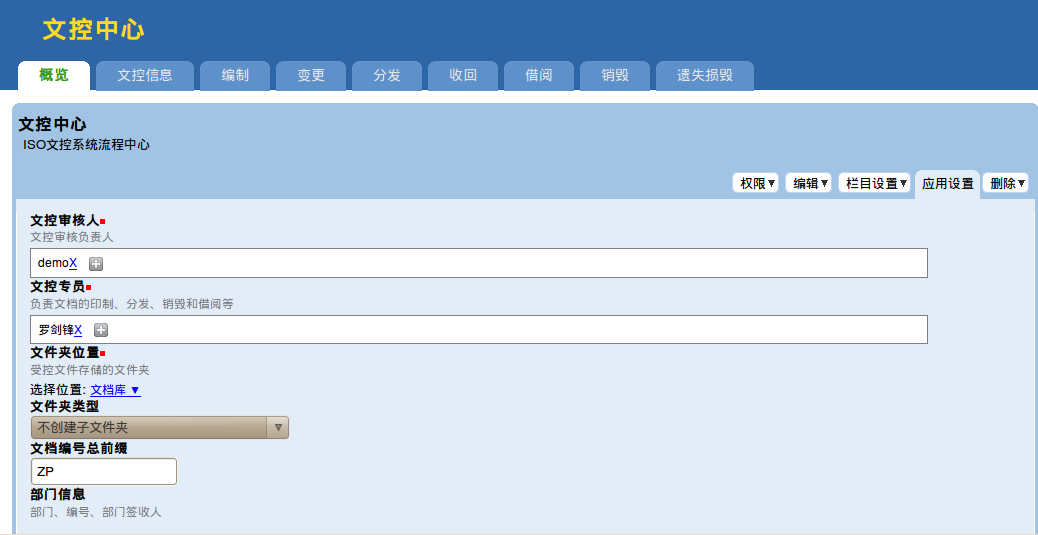 文控中心
概览 文控信息 编制 变更 分发 收回 借阅 销毁 遗失损毁
文控中心
ISO文控系统流程中心
权限▼ 编辑▼ 栏目设置▼ 应用设置 删除▼
文控审核人
文控审核负责人
demoX
文控专员
负责文档的印制、分发、销毁和借阅等
罗剑锋X
文件夹位置
受控文件存储的文件夹
选择位置: 文档库 ▼
文件夹类型
不创建子文件夹
文档编号总前缀
ZP
部门信息
部门、编号、部门签收人